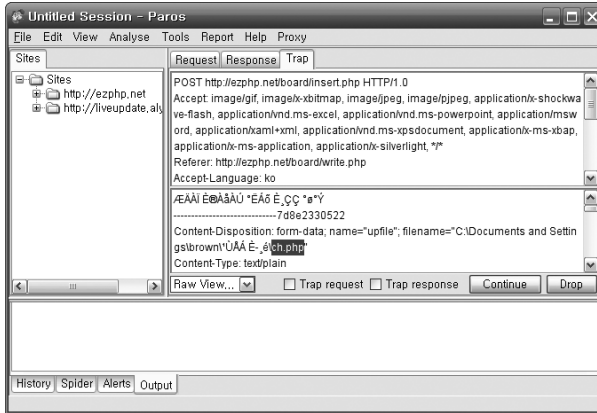 Untitled Session - Paros
File Edit View Analyse Tools Report Help Proxy
Sites
Request Response Trap
Sites
http://ezphp.net
http://liveupdate.aly
POST http://ezphp.net/board/insert.php HTTP/1.0
Accept: image/gif, image/x-xbitmap, image/jpeg, image/pjpeg, application/x-shockwa
ve-flash, application/vnd.ms-excel, application/vnd.ms-powerpoint, application/msw
ord, application/xaml+xml, application/vnd.ms-xpsdocument, application/x-ms-xbap,
application/x-ms-application, application/x-silverlight, */*
Referer: http://ezphp.net/board/write.php
Accept-Language: ko
-----------------------------7d8e2330522
Content-Disposition: form-data; name="upfile"; filename="C:\Documents and Settin
gs\brown\ ch.php"
Content-Type: text/plain
Raw View... Trap request Trap response Continue Drop
History Spider Alerts Output